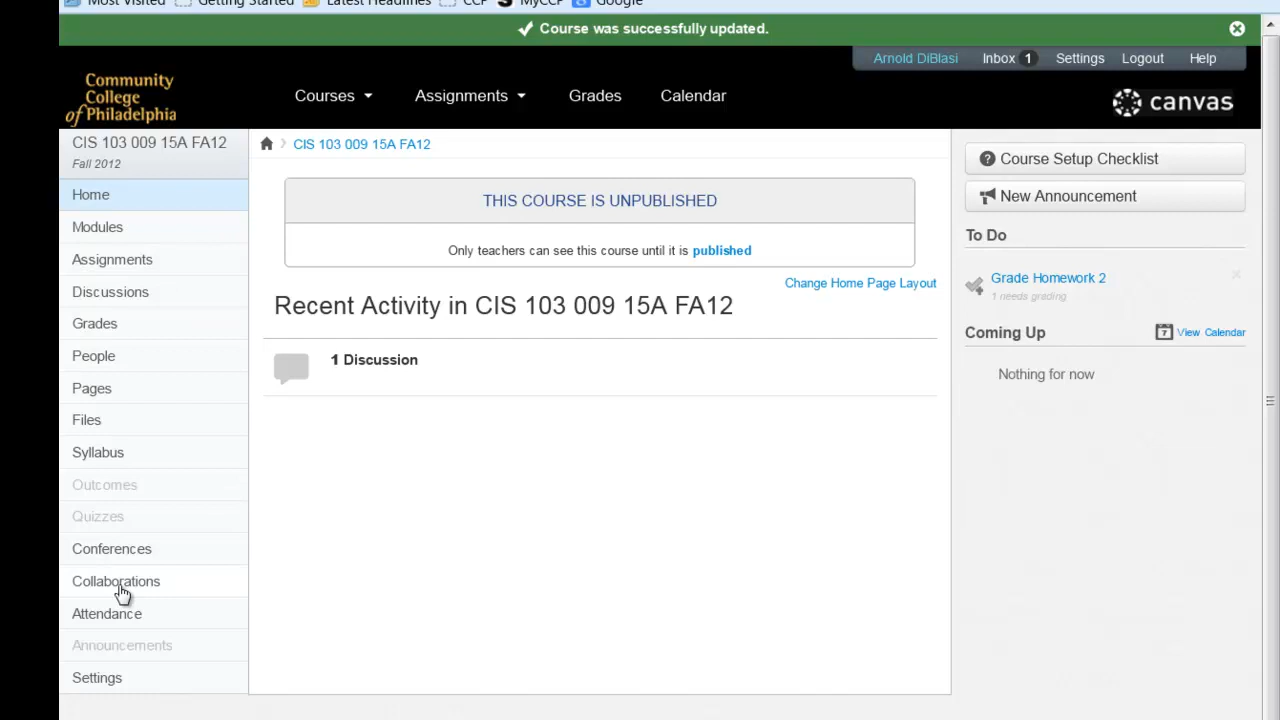 Most Visited Getting Started Latest Headlines CCP MyCCP Google
Course was successfully updated.
Arnold DiBlasi Inbox 1 Settings Logout Help
Community
College
of Philadelphia
Courses Assignments Grades Calendar
canvas
CIS 103 009 15A FA12
Fall 2012
Home
Modules
Assignments
Discussions
Grades
People
Pages
Files
Syllabus
Outcomes
Quizzes
Conferences
Collaborations
Attendance
Announcements
Settings
CIS 103 009 15A FA12
THIS COURSE IS UNPUBLISHED
Only teachers can see this course until it is published
Change Home Page Layout
Recent Activity in CIS 103 009 15A FA12
1 Discussion
Course Setup Checklist
New Announcement
To Do
Grade Homework 2
1 needs grading
Coming Up 7 View Calendar
Nothing for now